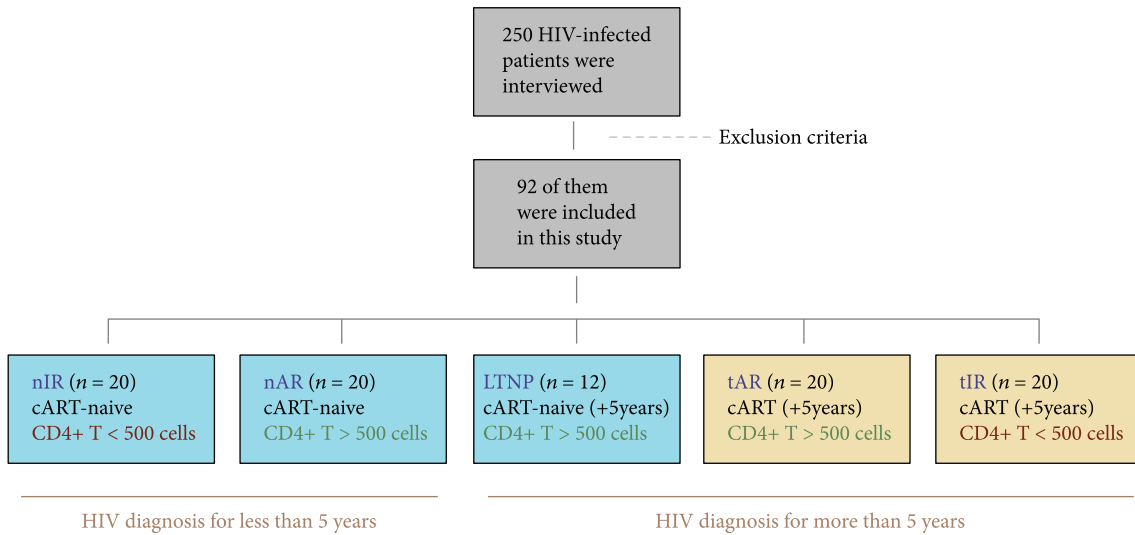 250 HIV-infected
patients were
interviewed
Exclusion criteria
92 of them
were included
in this study
nIR (n = 20)
cART-naive
CD4+ T < 500 cells
nAR (n = 20)
cART-naive
CD4+ T > 500 cells
LTNP (n = 12)
cART-naive (+5years)
CD4+ T > 500 cells
tAR (n = 20)
cART (+5years)
CD4+ T > 500 cells
tIR (n = 20)
cART (+5years)
CD4+ T < 500 cells
HIV diagnosis for less than 5 years
HIV diagnosis for more than 5 years